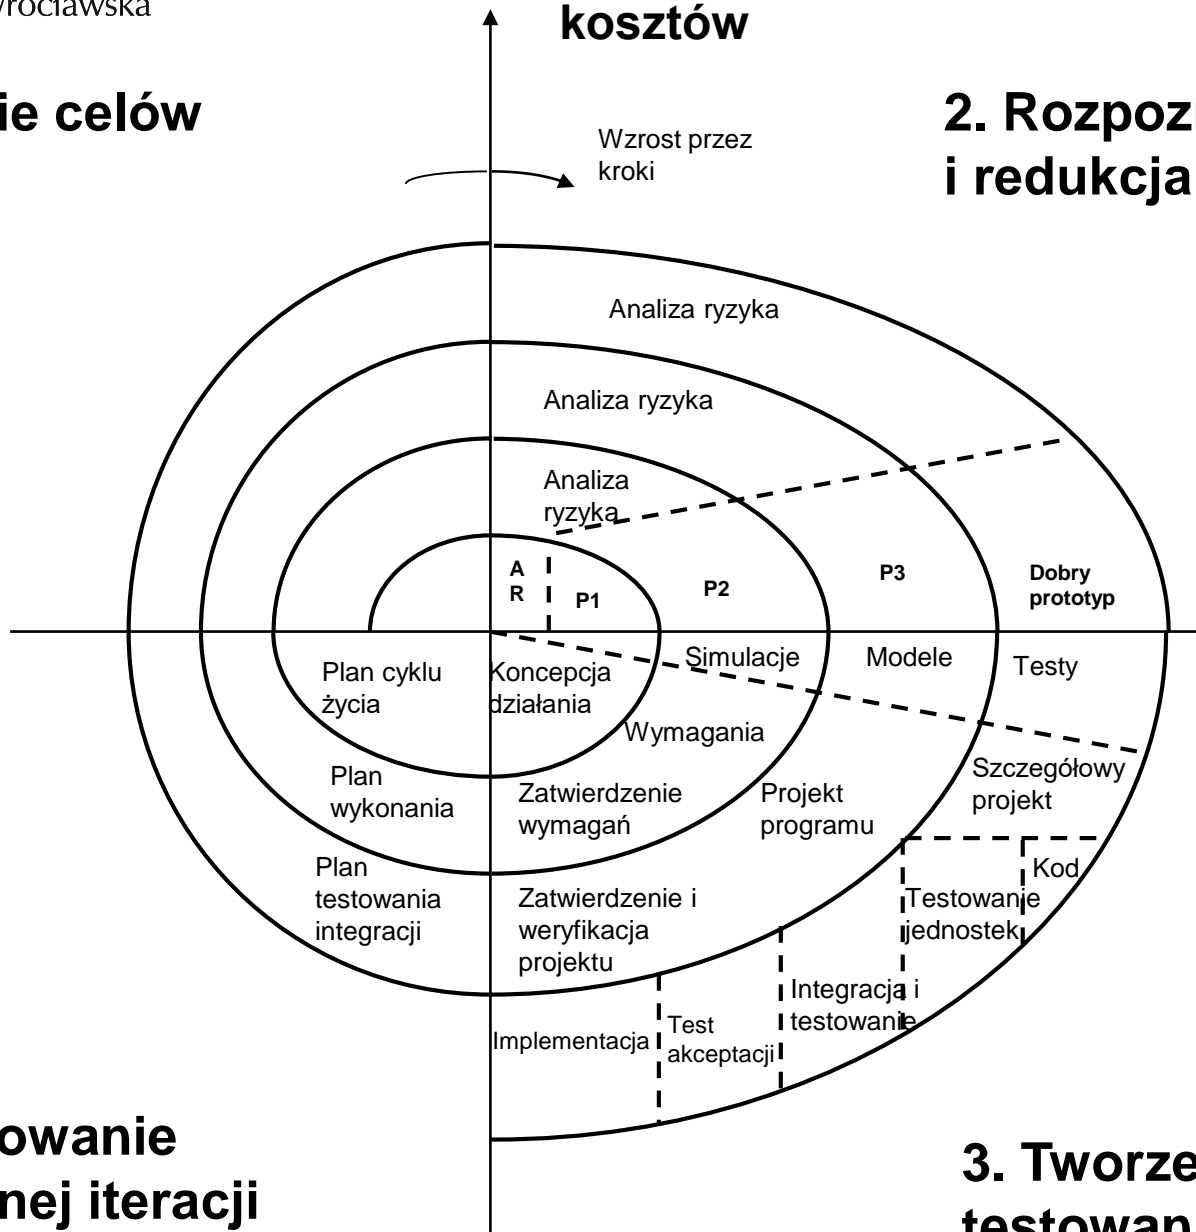 rocławska
kosztów
ie celów
2. Rozpoz
i redukcja
Wzrost przez
kroki
Analiza ryzyka
Analiza ryzyka
Analiza
ryzyka
A
R
P1
P2
P3
Dobry
prototyp
Plan cyklu
życia
Koncepcja
działania
Symulacje
Modele
Testy
Wymagania
Plan
wykonania
Zatwierdzenie
wymagań
Projekt
programu
Szczegółowy
projekt
Kod
Testowanie
jednostek
Plan
testowania
integracji
Zatwierdzenie i
weryfikacja
projektu
Integracja i
testowanie
Implementacja
Test
akceptacji
owanie
nej iteracji
3. Tworze
testowan